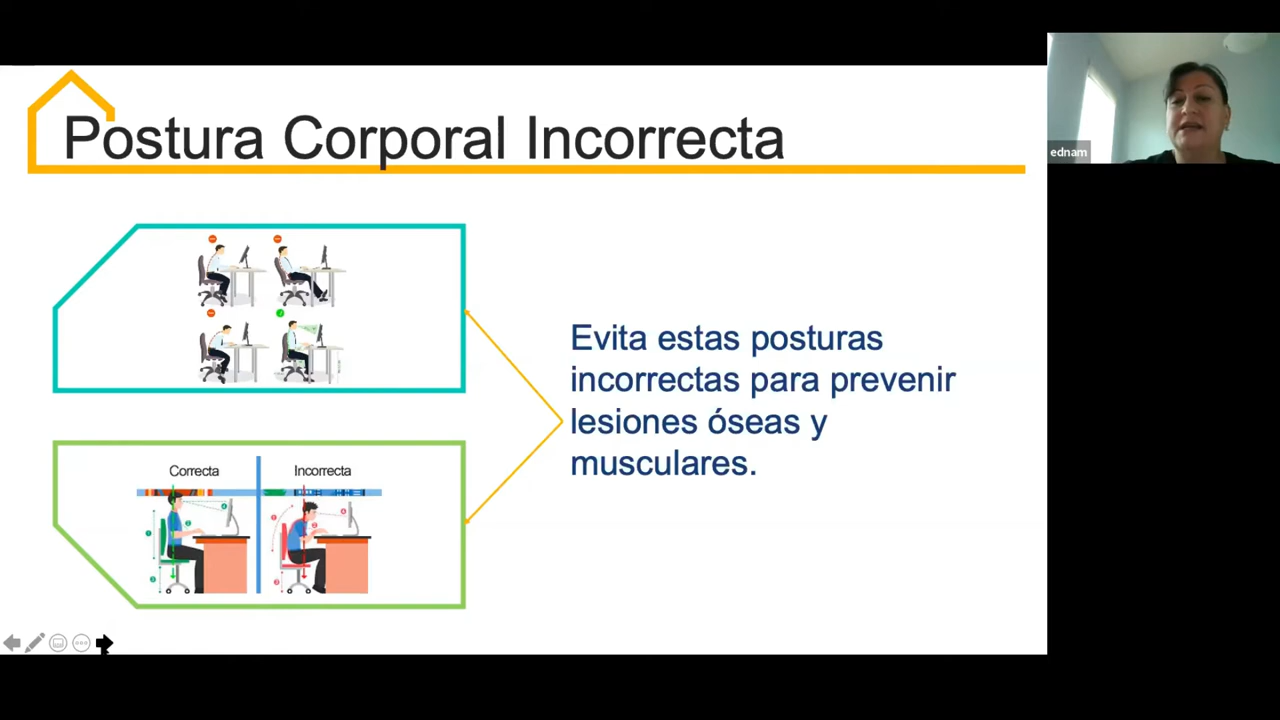 Postura Corporal Incorrecta
ednam
Evita estas posturas
incorrectas para prevenir
lesiones óseas y
musculares.
Correcta
Incorrecta